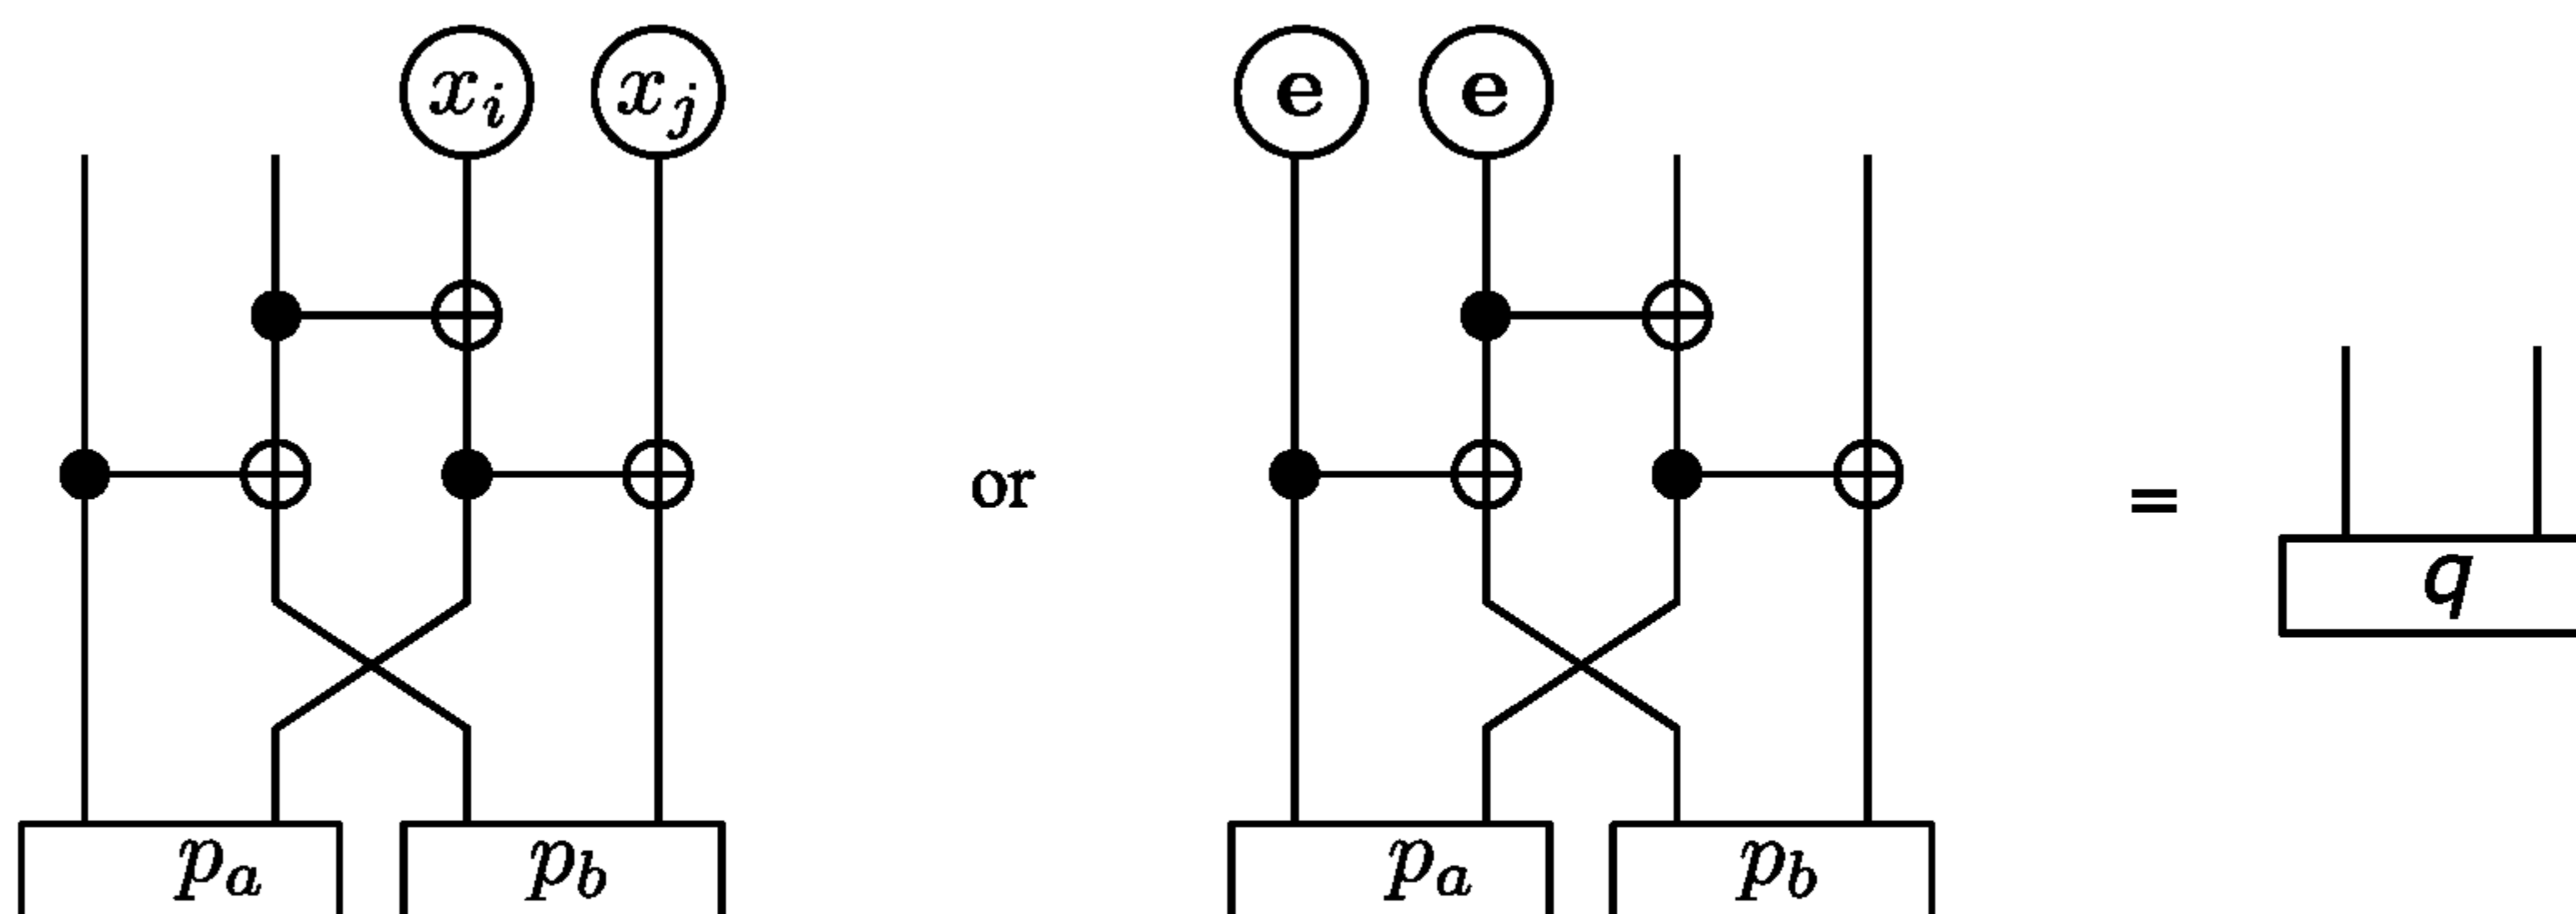 x_i x_j e e
or = q
p_a p_b p_a p_b